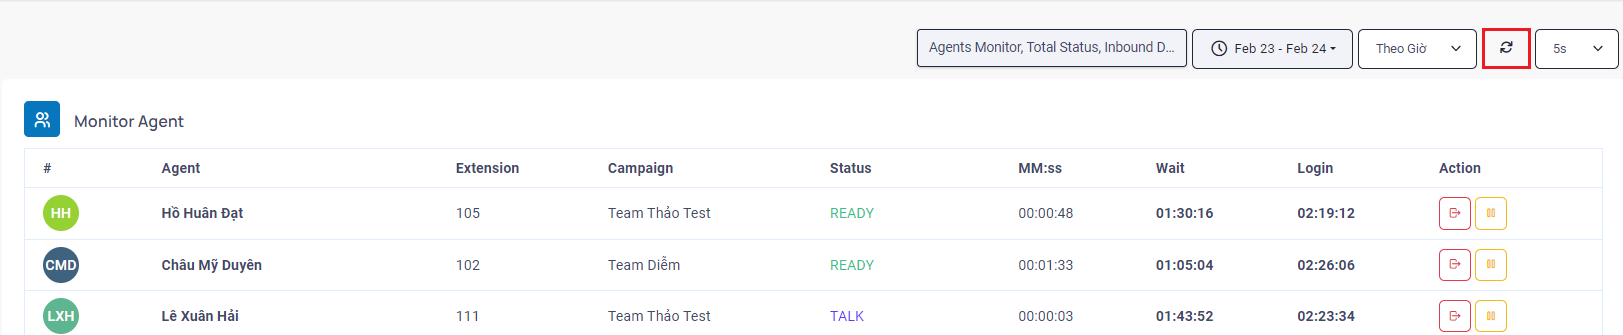 Agents Monitor, Total Status, Inbound D... Feb 23 - Feb 24 Theo Giờ 5s
Monitor Agent
# Agent Extension Campaign Status MM:ss Wait Login Action
HH Hồ Huân Đạt 105 Team Thảo Test READY 00:00:48 01:30:16 02:19:12
CMD Châu Mỹ Duyên 102 Team Diễm READY 00:01:33 01:05:04 02:26:06
LXH Lê Xuân Hải 111 Team Thảo Test TALK 00:00:03 01:43:52 02:23:34